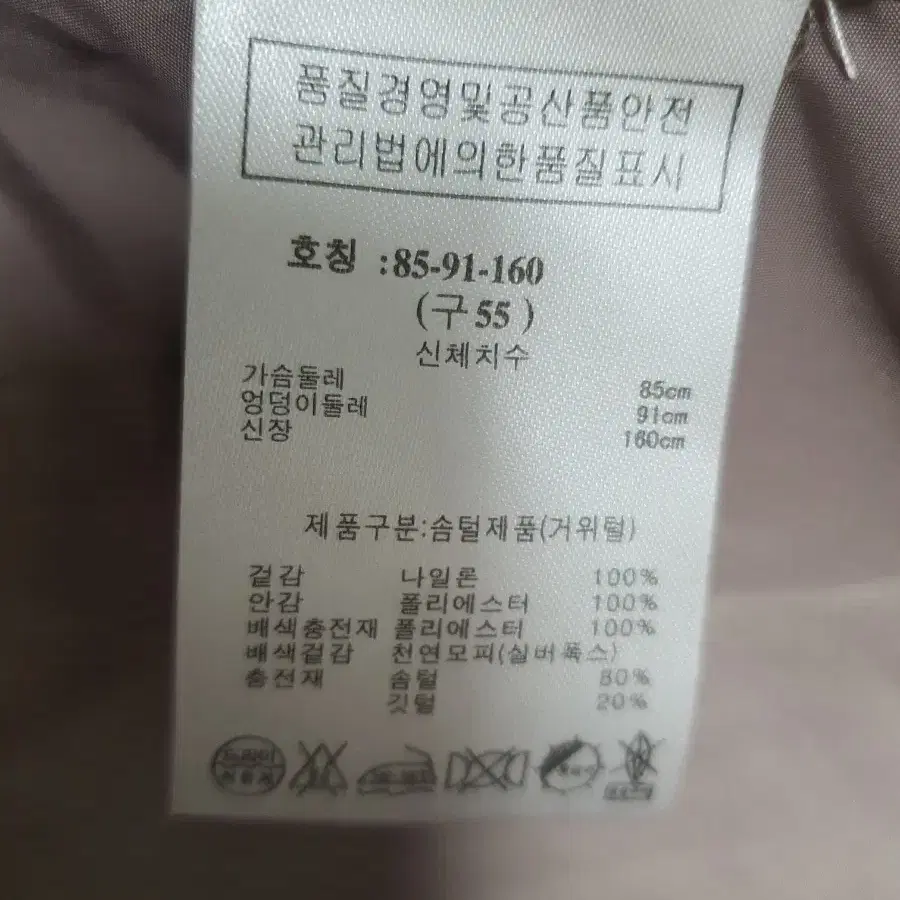 품질경영및공산품안전
관리법에의한품질표시
호칭 :85-91-160
(구55)
신체치수
가슴둘레 85cm
엉덩이둘레 91cm
신장 160cm
제품구분:솜털제품(거위털)
겉감 나일론 100%
안감 폴리에스터 100%
배색충전재 폴리에스터 100%
배색겉감 천연모피(실버폭스)
충전재 솜털 80%
깃털 20%
드라이